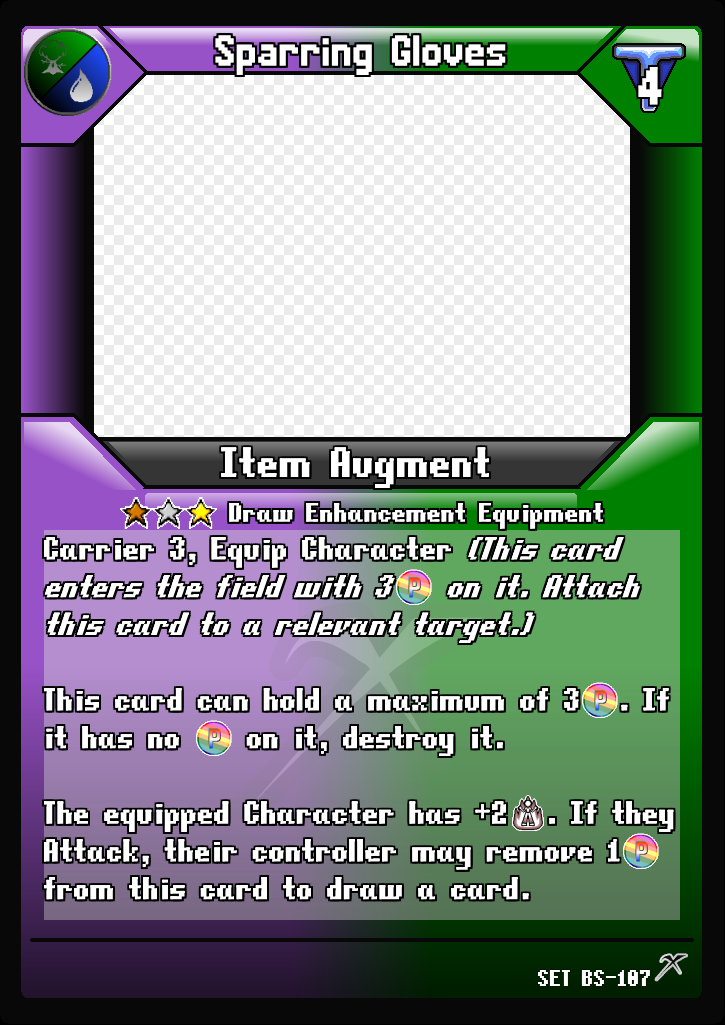 Sparring Gloves
4
Item Augment
Draw Enhancement Equipment
Carrier 3, Equip Character (This card
enters the field with 3 P on it. Attach
this card to a relevant target.)
This card can hold a maximum of 3 P. If
it has no P on it, destroy it.
The equipped Character has +2 A. If they
Attack, their controller may remove 1 P
from this card to draw a card.
SET BS-107